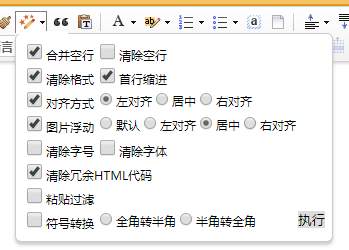 言
合并空行 清除空行
清除格式 首行缩进
对齐方式 左对齐 居中 右对齐
图片浮动 默认 左对齐 居中 右对齐
清除字号 清除字体
清除冗余HTML代码
粘贴过滤
符号转换 全角转半角 半角转全角 执行